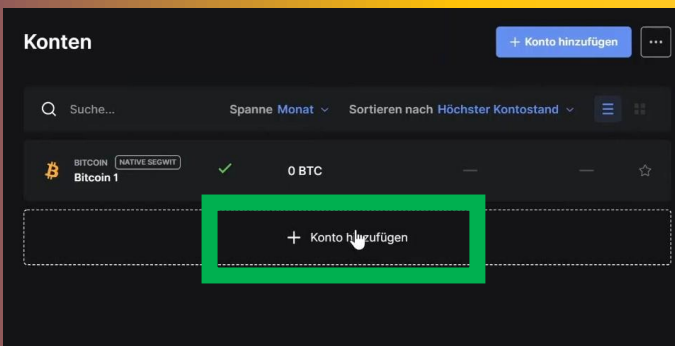 Konten
+ Konto hinzufügen ...
Suche... Spanne Monat Sortieren nach Höchster Kontostand
BITCOIN NATIVE SEGWIT
Bitcoin 1 0 BTC — —
+ Konto hinzufügen